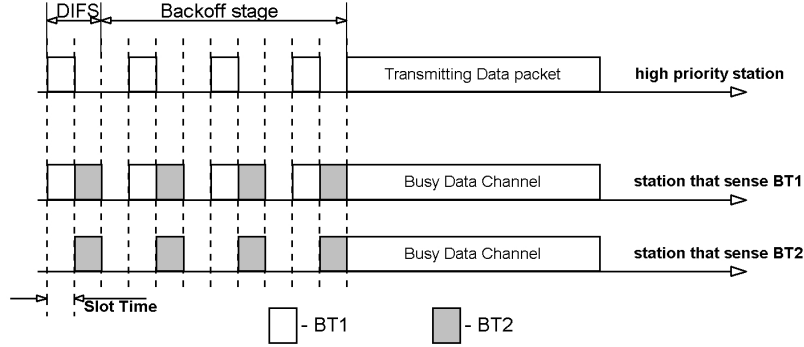 DIFS Backoff stage
Transmitting Data packet high priority station
Busy Data Channel station that sense BT1
Busy Data Channel station that sense BT2
Slot Time
- BT1 - BT2